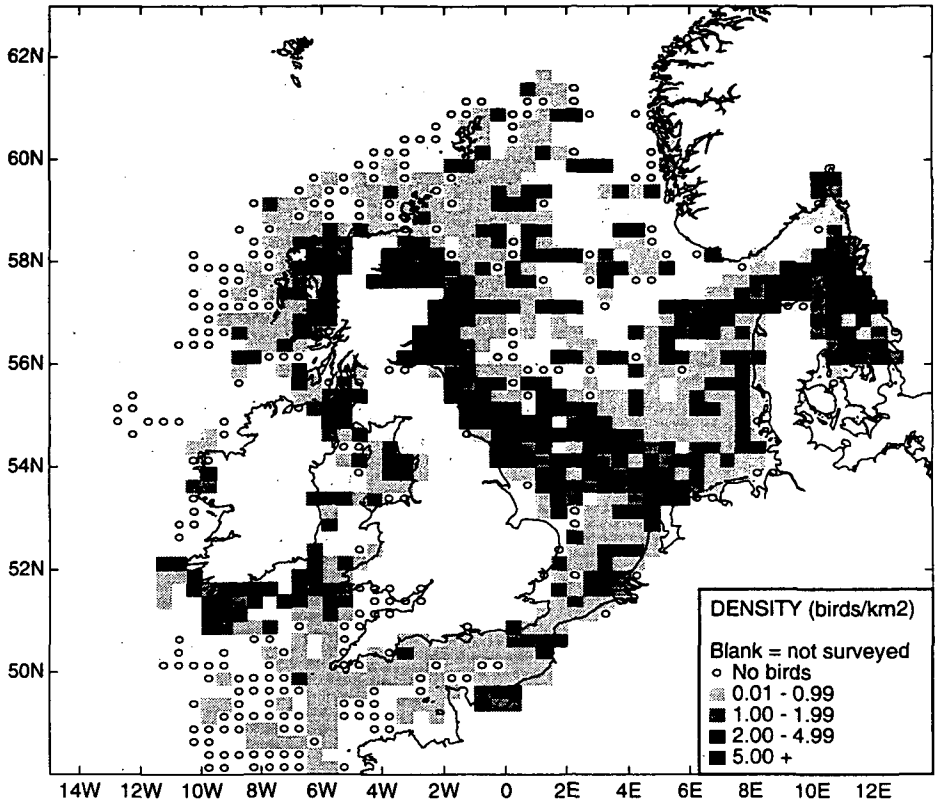 62N
60N
58N
56N
54N
52N
50N
DENSITY (birds/km2)
Blank = not surveyed
No birds
0.01 - 0.99
1.00 - 1.99
2.00 - 4.99
5.00 +
14W 12W 10W 8W 6W 4W 2W 0 2E 4E 6E 8E 10E 12E